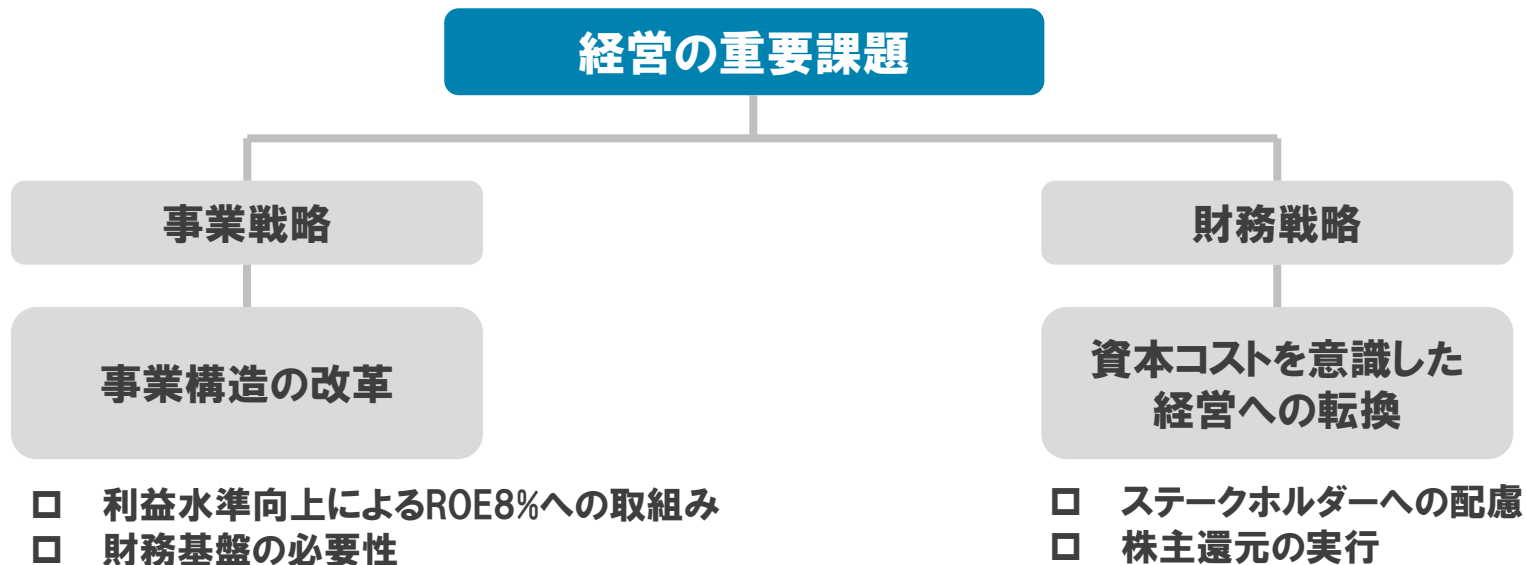 経営の重要課題
事業戦略
財務戦略
事業構造の改革
資本コストを意識した
経営への転換
□ 利益水準向上によるROE8%への取組み
□ 財務基盤の必要性
□ ステークホルダーへの配慮
□ 株主還元の実行